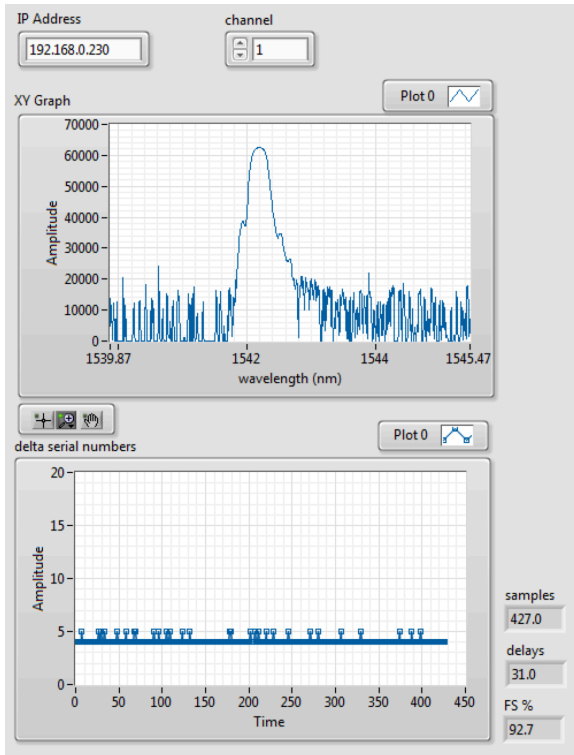 IP Address
channel
192.168.0.230
1
XY Graph
Plot 0
70000
60000
50000
40000
30000
20000
10000
0
Amplitude
1539.87
1542
1544
1545.47
wavelength (nm)
delta serial numbers
Plot 0
20
15
10
5
0
Amplitude
0
50
100
150
200
250
300
350
400
450
Time
samples
427.0
delays
31.0
FS %
92.7